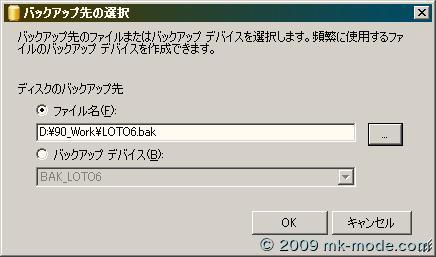 バックアップ先の選択
バックアップ先のファイルまたはバックアップ デバイスを選択します。頻繁に使用するファ
イルのバックアップ デバイスを作成できます。
ディスクのバックアップ先
ファイル名(F):
D:¥90_Work¥LOTO6.bak
...
バックアップ デバイス(B):
BAK_LOTO6
OK
キャンセル
© 2009 mk-mode.com